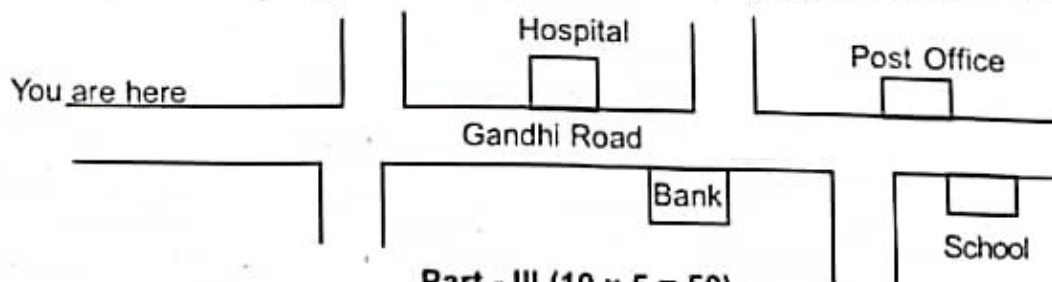 Hospital
Post Office
You are here
Gandhi Road
Bank
School
Part - III (10 x 5 = 50)